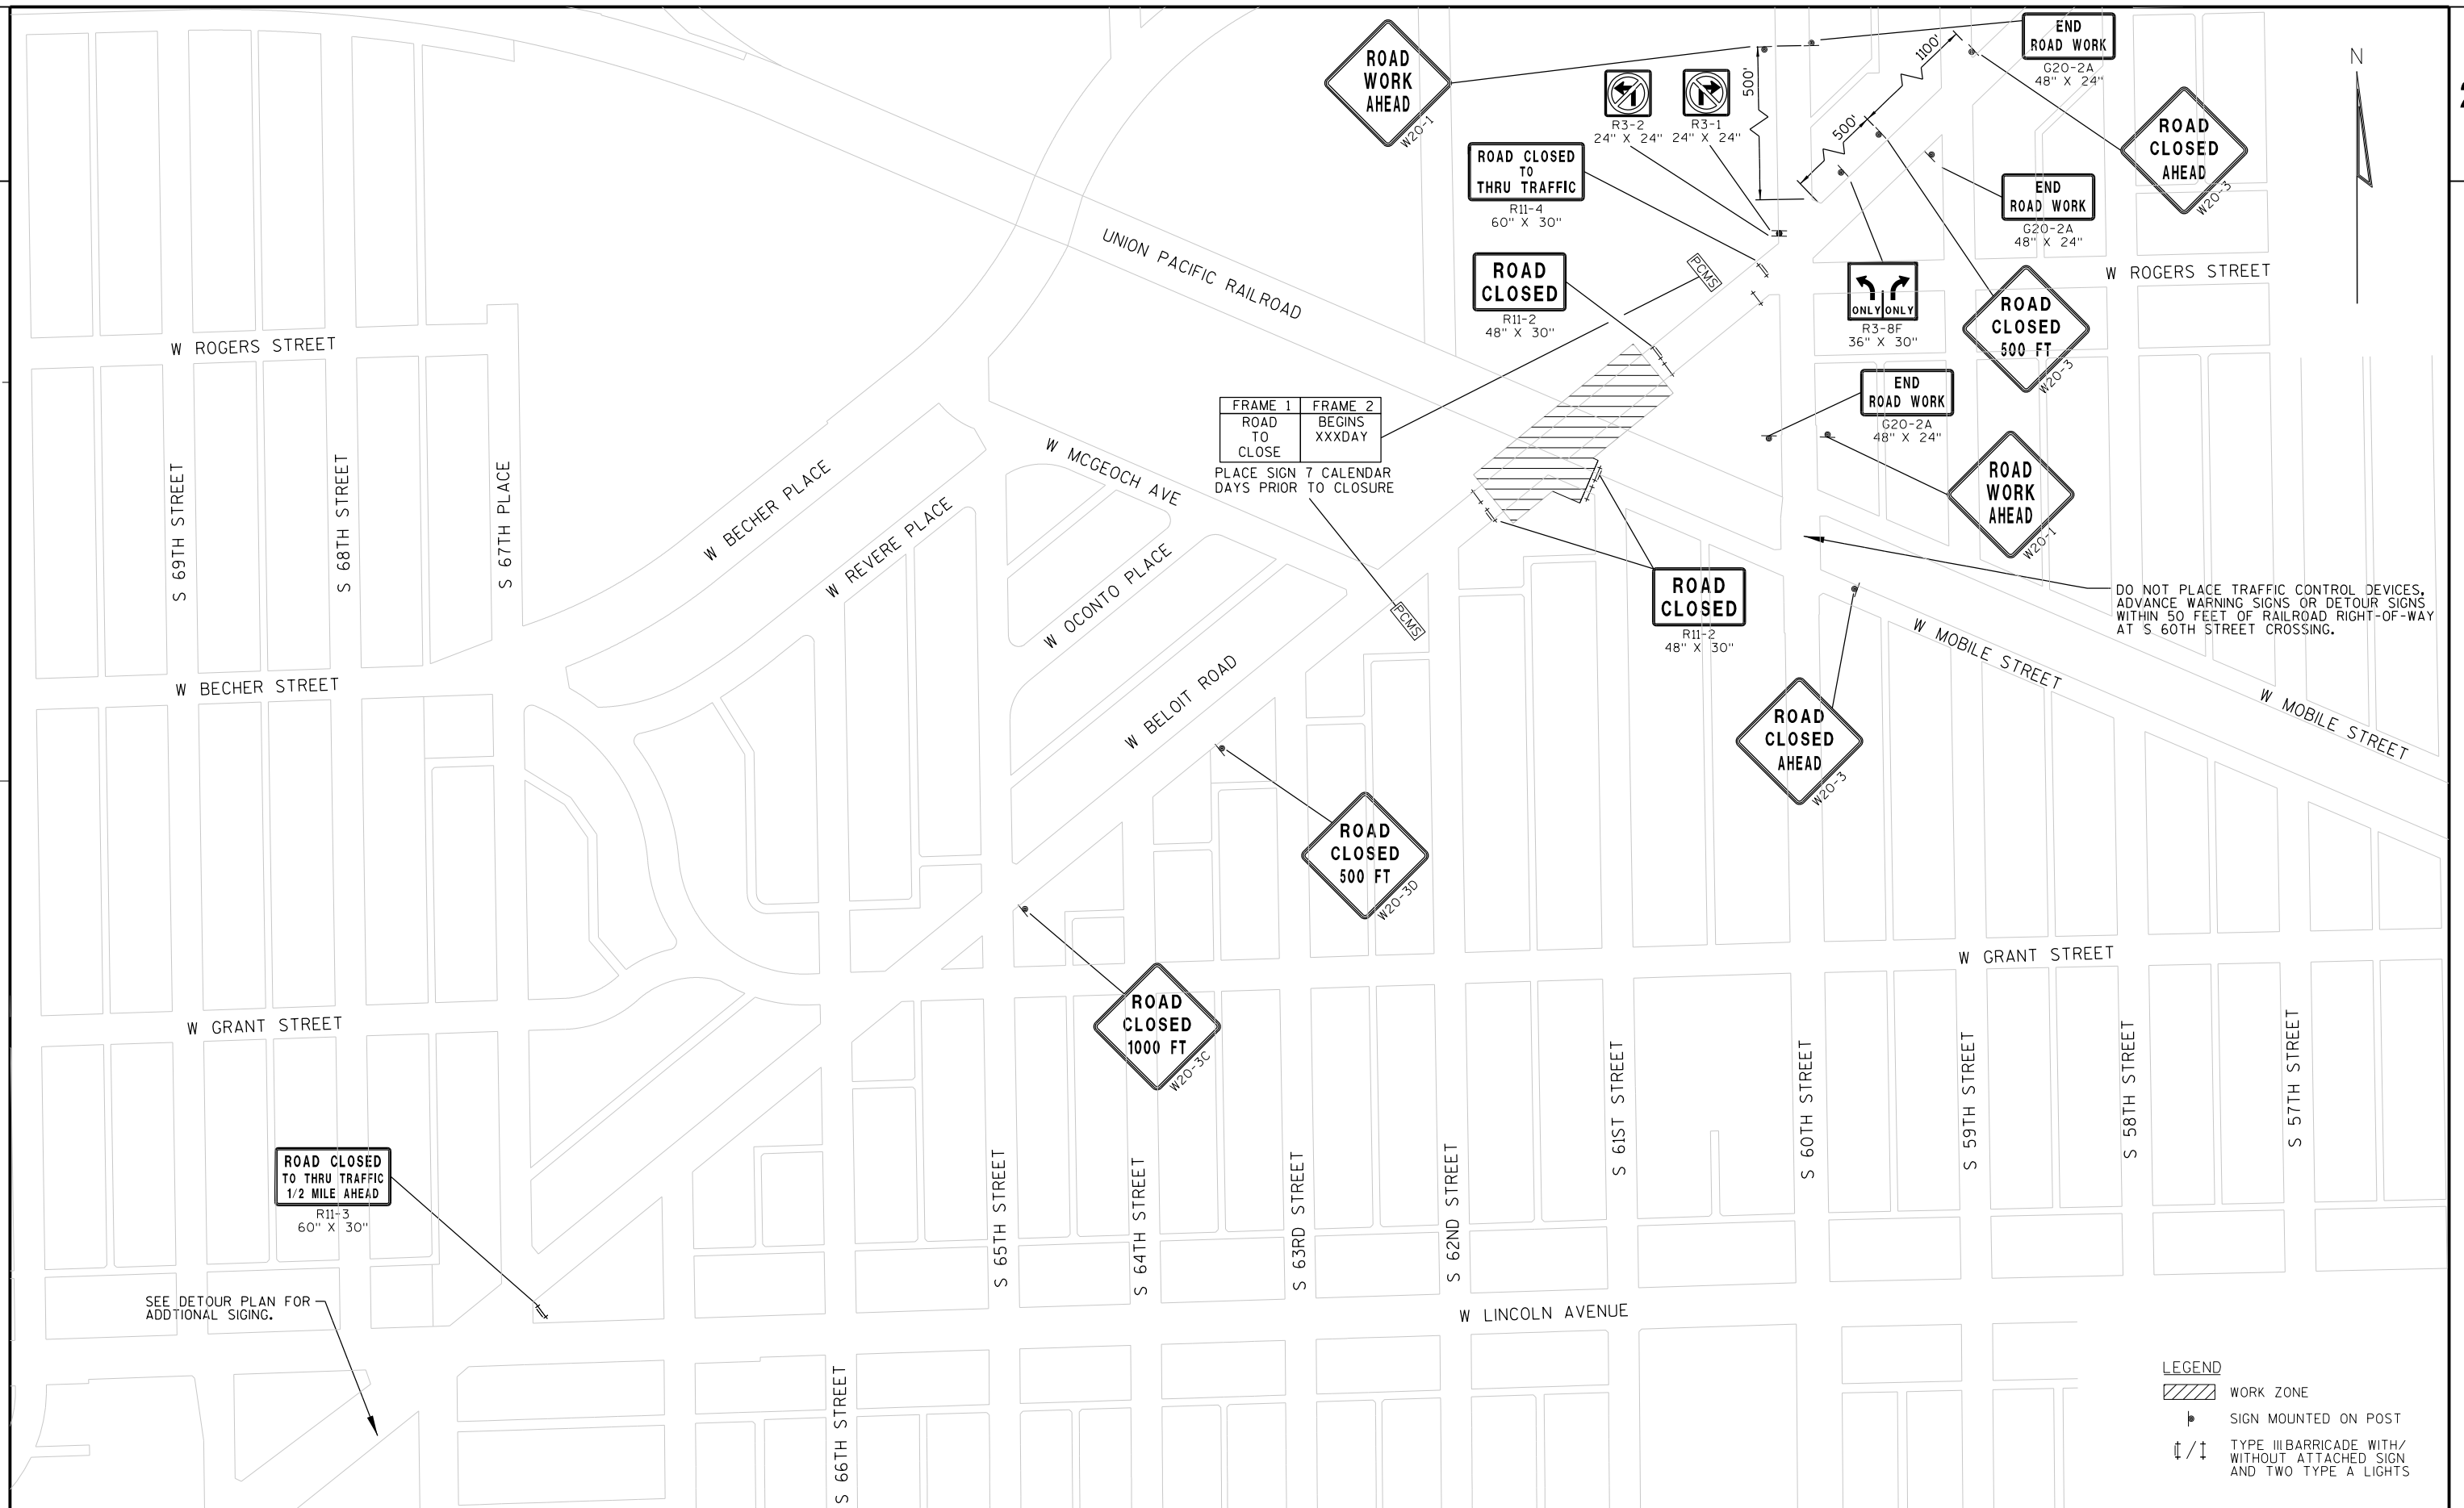 ROAD
WORK
AHEAD
W20-1
END
ROAD WORK
G20-2A
48" X 24"
N
R3-2
24" X 24"
R3-1
24" X 24"
500'
1100'
500'
ROAD
CLOSED
AHEAD
W20-3
ROAD CLOSED
TO
THRU TRAFFIC
R11-4
60" X 30"
END
ROAD WORK
G20-2A
48" X 24"
UNION PACIFIC RAILROAD
ROAD
CLOSED
R11-2
48" X 30"
PCMS
ONLY ONLY
R3-8F
36" X 30"
ROAD
CLOSED
500 FT
W20-3
W ROGERS STREET
W ROGERS STREET
END
ROAD WORK
G20-2A
48" X 24"
FRAME 1 FRAME 2
ROAD BEGINS
TO XXXDAY
CLOSE
PLACE SIGN 7 CALENDAR
DAYS PRIOR TO CLOSURE
W MCGEOCH AVE
ROAD
WORK
AHEAD
W20-1
S 69TH STREET
S 68TH STREET
S 67TH PLACE
W BECHER PLACE
W REVERE PLACE
W OCONTO PLACE
PCMS
ROAD
CLOSED
R11-2
48" X 30"
DO NOT PLACE TRAFFIC CONTROL DEVICES,
ADVANCE WARNING SIGNS OR DETOUR SIGNS
WITHIN 50 FEET OF RAILROAD RIGHT-OF-WAY
AT S 60TH STREET CROSSING.
W MOBILE STREET
W MOBILE STREET
W BECHER STREET
W BELOIT ROAD
ROAD
CLOSED
AHEAD
W20-3
ROAD
CLOSED
500 FT
W20-3D
W GRANT STREET
W GRANT STREET
ROAD
CLOSED
1000 FT
W20-3C
ROAD CLOSED
TO THRU TRAFFIC
1/2 MILE AHEAD
R11-3
60" X 30"
S 65TH STREET
S 64TH STREET
S 63RD STREET
S 62ND STREET
S 61ST STREET
S 60TH STREET
S 59TH STREET
S 58TH STREET
S 57TH STREET
SEE DETOUR PLAN FOR
ADDTIONAL SIGING.
W LINCOLN AVENUE
S 66TH STREET
LEGEND
WORK ZONE
SIGN MOUNTED ON POST
TYPE III BARRICADE WITH/
WITHOUT ATTACHED SIGN
AND TWO TYPE A LIGHTS